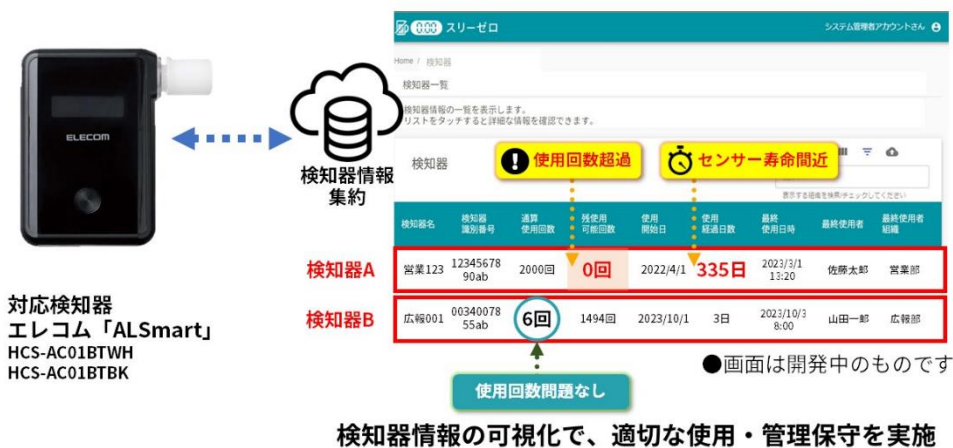 0.00 スリーゼロ
システム管理者アカウントさん
Home / 検知器
検知器一覧
検知器情報の一覧を表示します。
リストをタッチすると詳細な情報を確認できます。
ELECOM
検知器情報
集約
検知器
使用回数超過
センサー寿命間近
表示する組織を検索/チェックしてください
検知器名 検知器識別番号 通算使用回数 残使用可能回数 使用開始日 使用経過日数 最終使用日時 最終使用者 最終使用者組織
検知器A 営業123 1234567890ab 2000回 0回 2022/4/1 335日 2023/3/1 13:20 佐藤太郎 営業部
検知器B 広報001 0034007855ab 6回 1494回 2023/10/1 3日 2023/10/3 8:00 山田一郎 広報部
対応検知器
エレコム「ALSmart」
HCS-AC01BTWH
HCS-AC01BTBK
●画面は開発中のものです
使用回数問題なし
検知器情報の可視化で、適切な使用・管理保守を実施